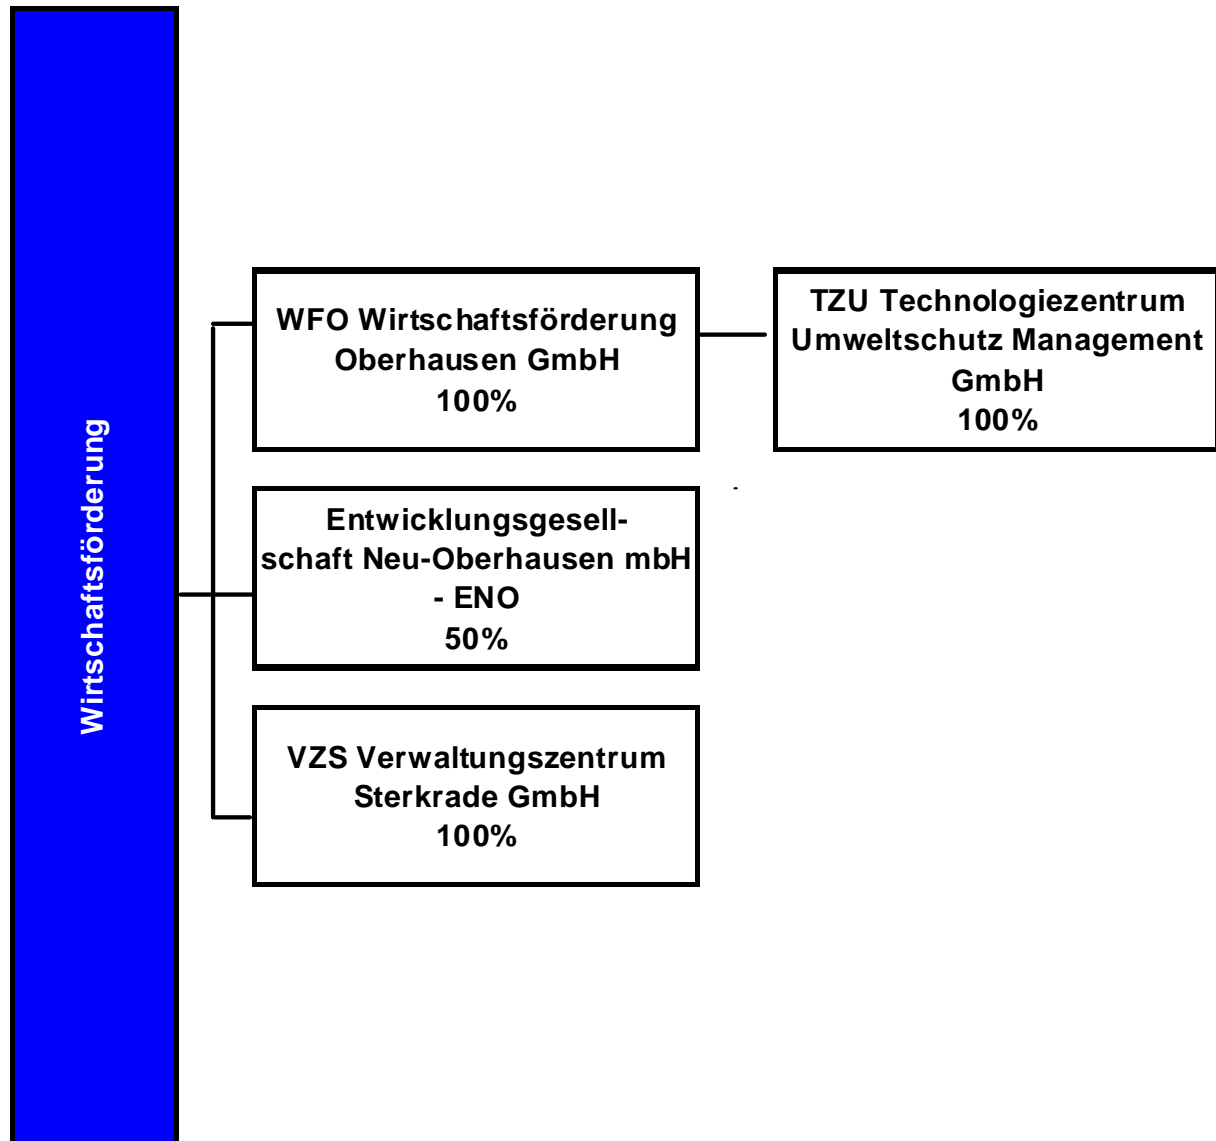 Wirtschaftsförderung
WFO Wirtschaftsförderung
Oberhausen GmbH
100%
TZU Technologiezentrum
Umweltschutz Management
GmbH
100%
-
Entwicklungsgesell-
schaft Neu-Oberhausen mbH
- ENO
50%
VZS Verwaltungszentrum
Sterkrade GmbH
100%